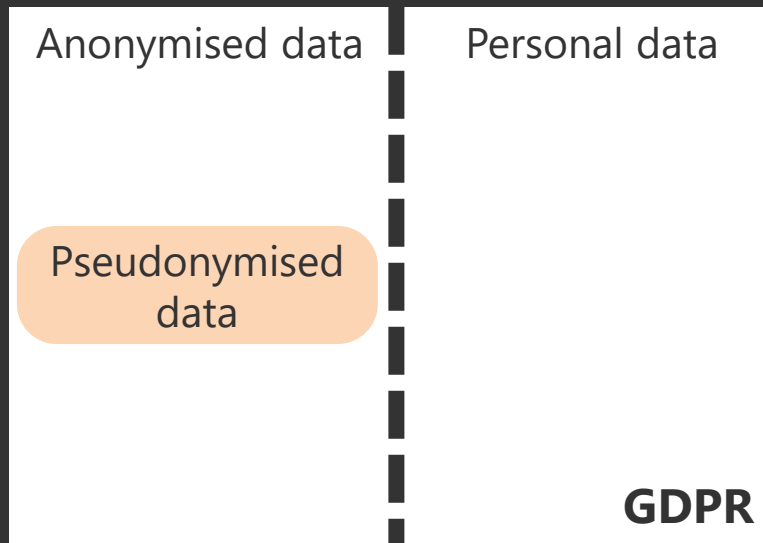 Anonymised data
Personal data
Pseudonymised
data
GDPR